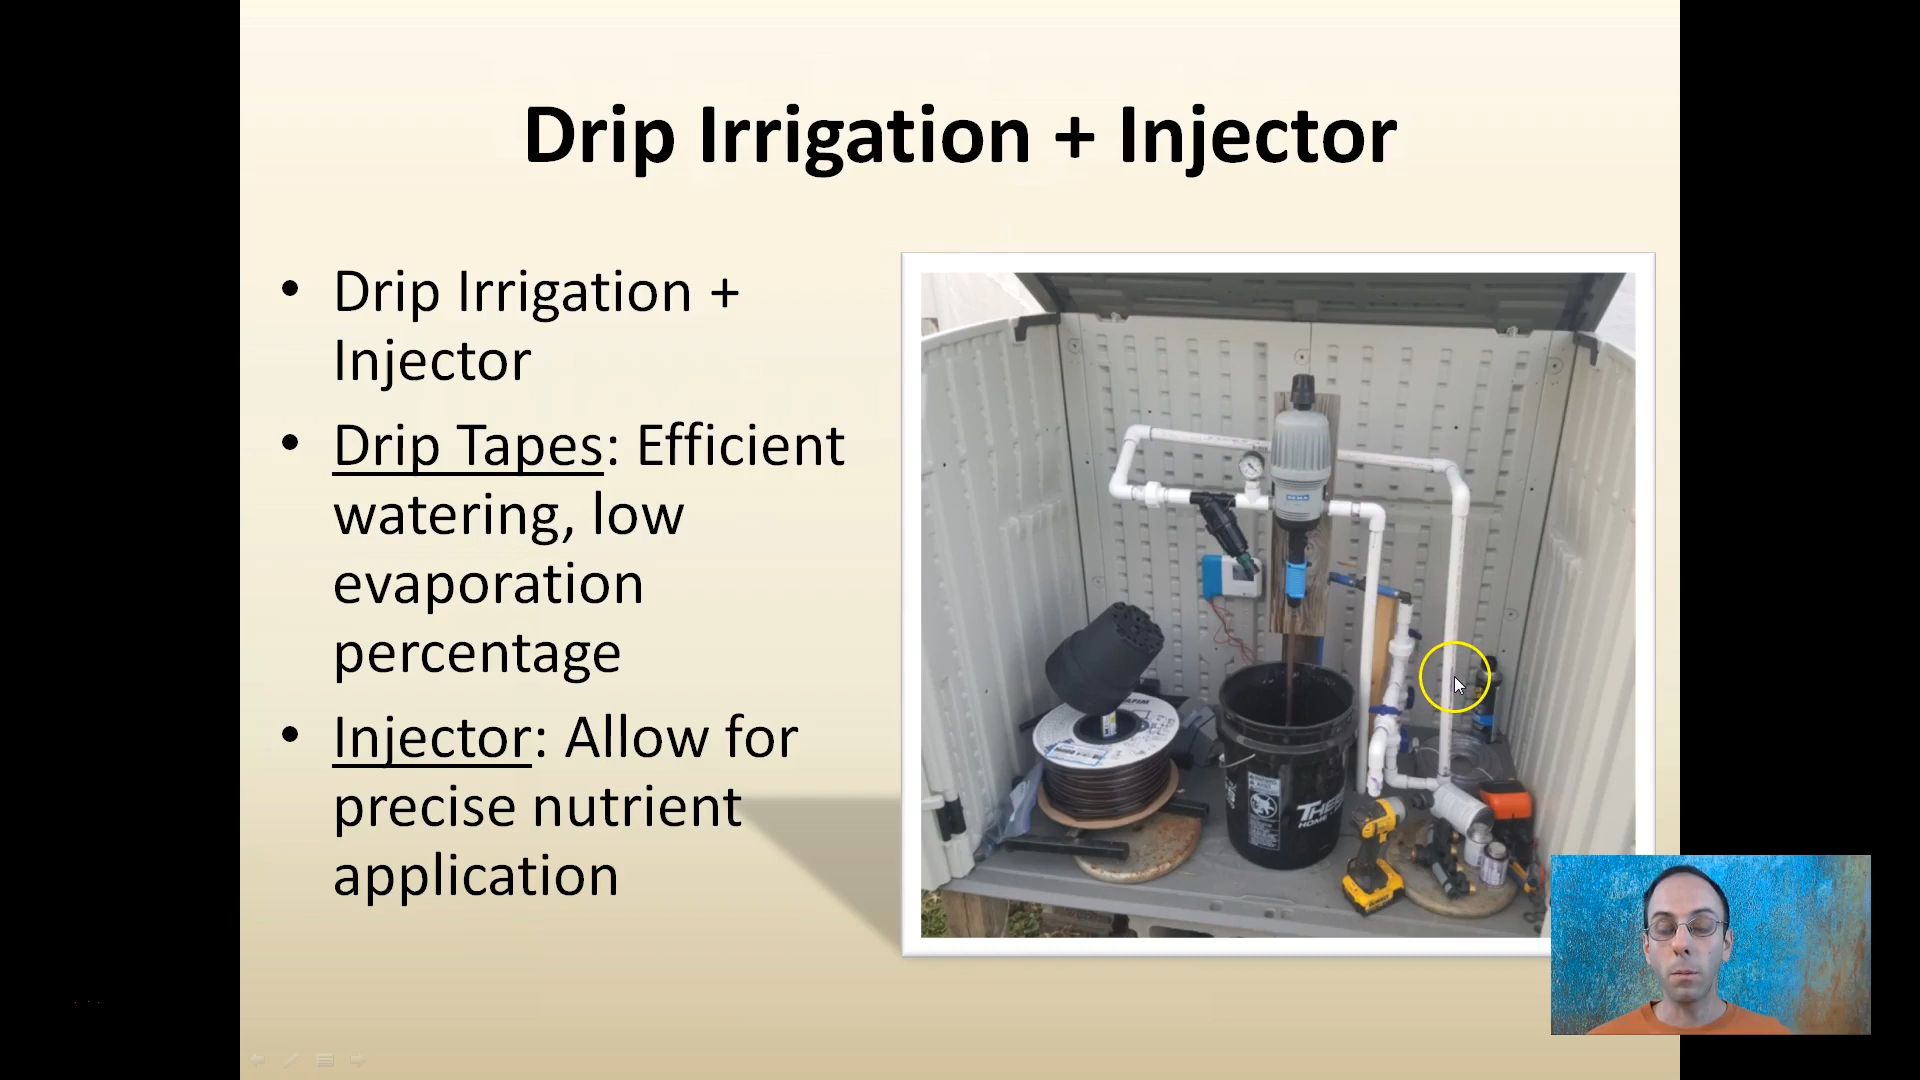 Drip Irrigation + Injector
• Drip Irrigation +
Injector
• Drip Tapes: Efficient
watering, low
evaporation
percentage
• Injector: Allow for
precise nutrient
application